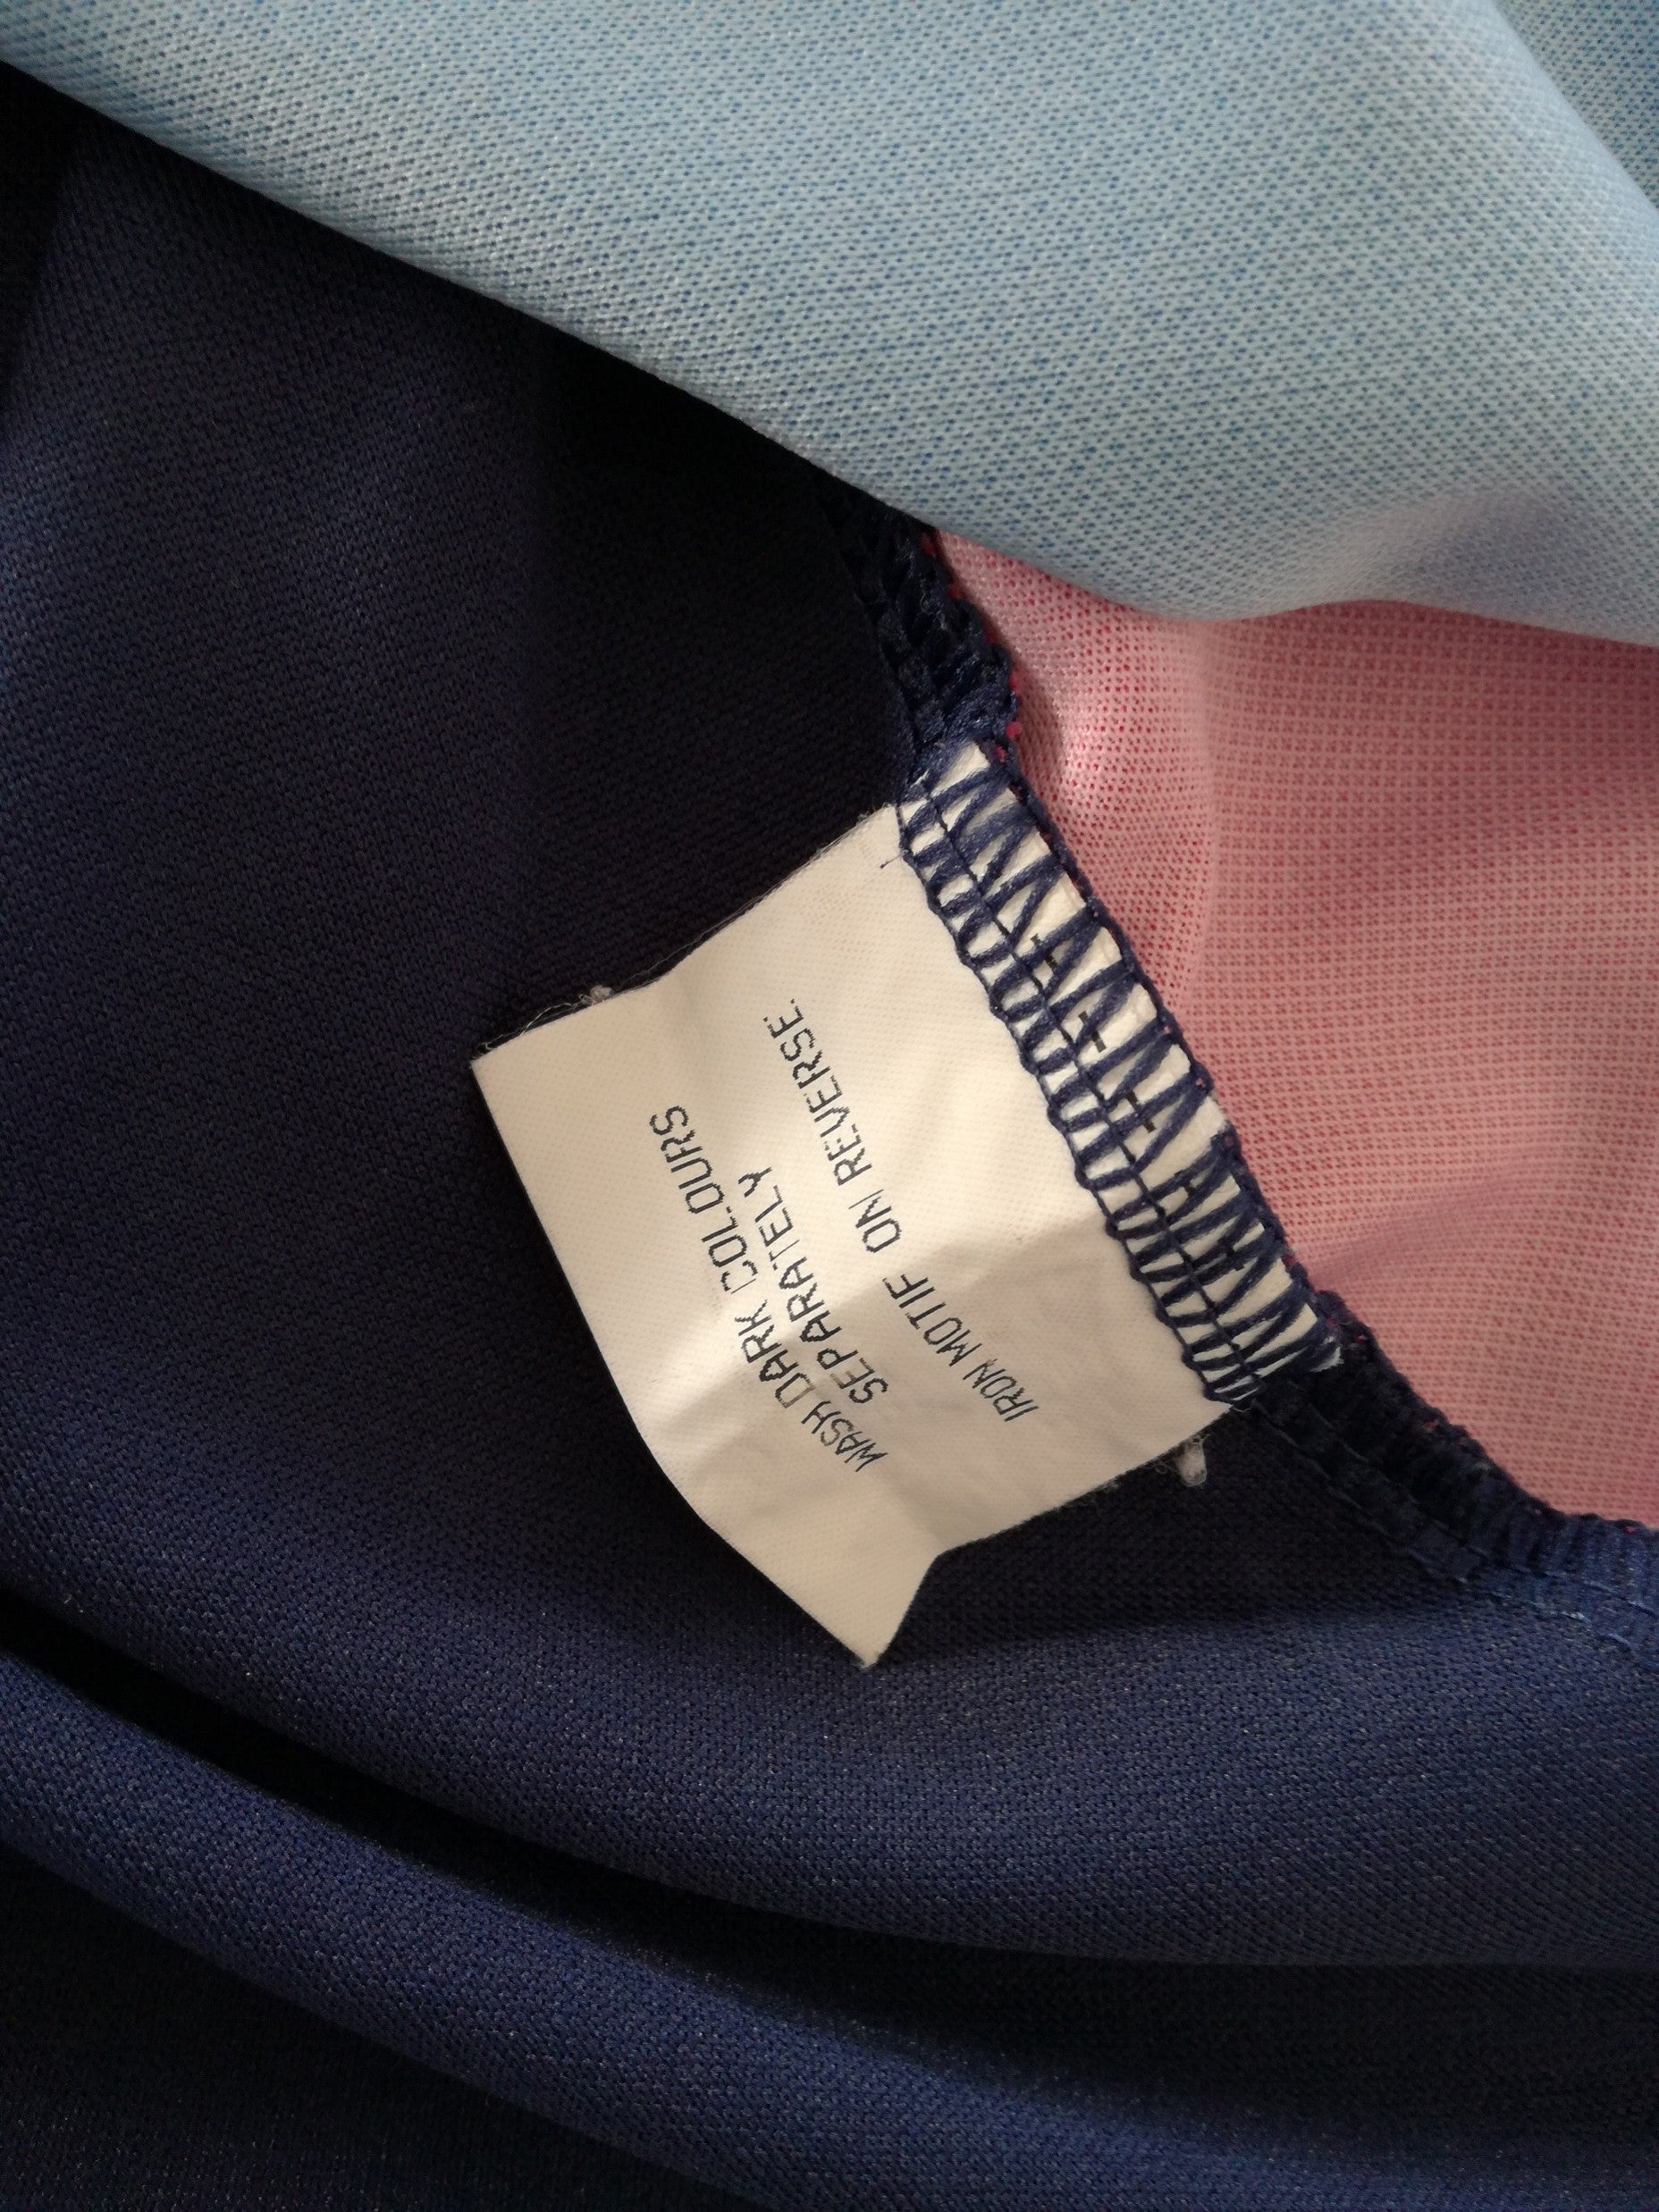 WASH DARK COLOURS
SEPARATELY
IRON MOTIF ON REVERSE.